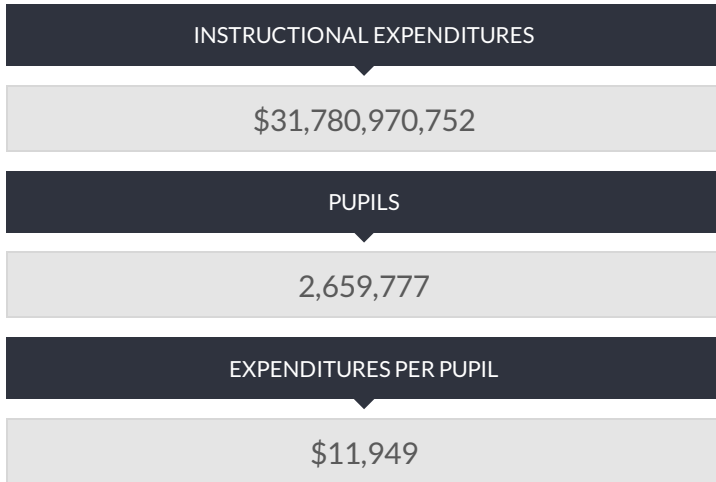 INSTRUCTIONAL EXPENDITURES
$31,780,970,752
PUPILS
2,659,777
EXPENDITURES PER PUPIL
$11,949